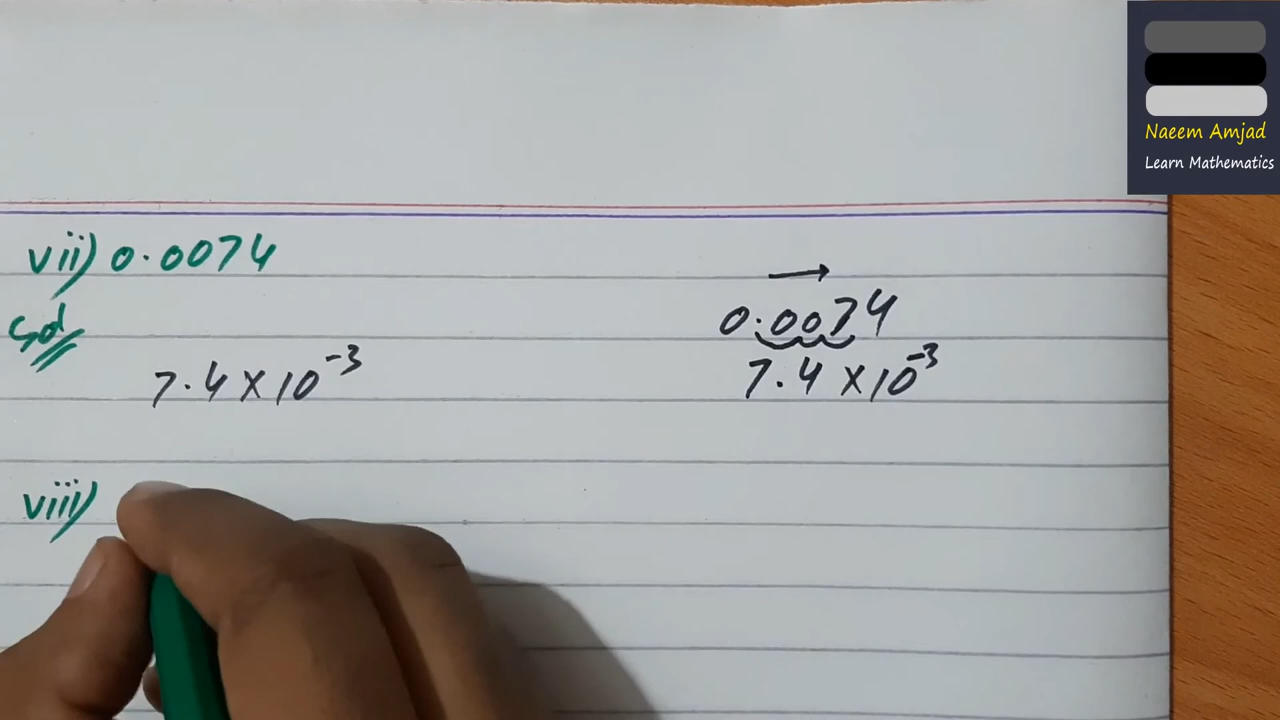 Naeem Amjad
Learn Mathematics
vii) 0.0074
Sol
7.4 × 10⁻³
0.0074
7.4 × 10⁻³
viii)